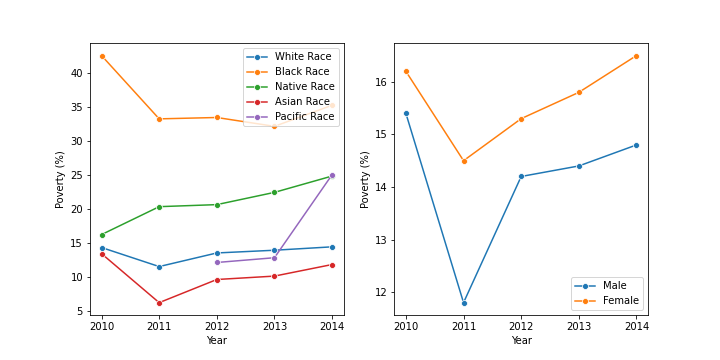 40
35
30
25
20
15
10
5
Poverty (%)
2010 2011 2012 2013 2014
Year
White Race
Black Race
Native Race
Asian Race
Pacific Race
16
15
14
13
12
Poverty (%)
2010 2011 2012 2013 2014
Year
Male
Female